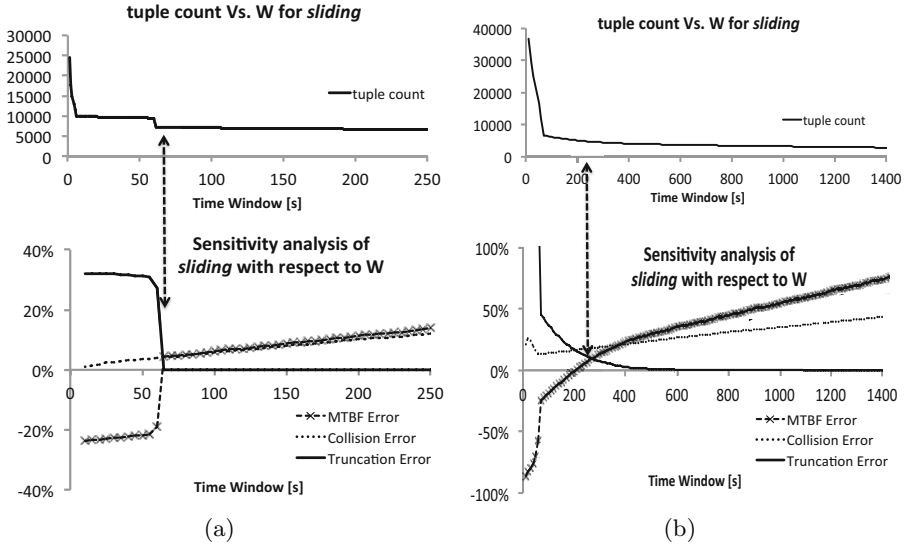 tuple count Vs. W for sliding
30000
25000
20000
15000
10000
5000
0
tuple count
0 50 100 150 200 250
Time Window [s]
Sensitivity analysis of
sliding with respect to W
40%
20%
0%
-20%
-40%
0 50 100 150 200 250
MTBF Error
Collision Error
Truncation Error
Time Window [s]
(a)
tuple count Vs. W for sliding
40000
30000
20000
10000
0
tuple count
0 200 400 600 800 1000 1200 1400
Time Window [s]
Sensitivity analysis of
sliding with respect to W
100%
50%
0%
-50%
-100%
0 200 400 600 800 1000 1200 1400
MTBF Error
Collision Error
Truncation Error
Time Window [s]
(b)